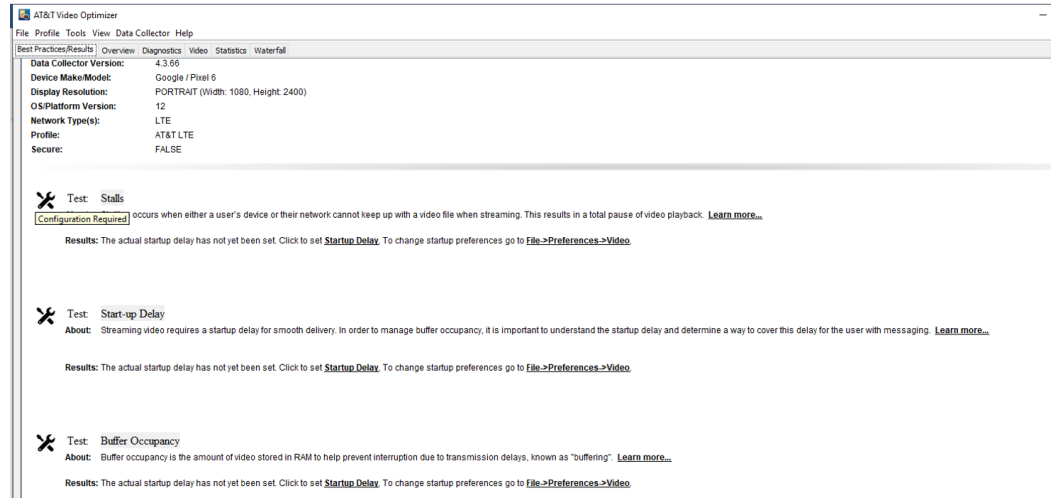 AT&T Video Optimizer
File Profile Tools View Data Collector Help
Best Practices/Results Overview Diagnostics Video Statistics Waterfall
Data Collector Version: 4.3.66
Device Make/Model: Google / Pixel 6
Display Resolution: PORTRAIT (Width: 1080, Height: 2400)
OS/Platform Version: 12
Network Type(s): LTE
Profile: AT&T LTE
Secure: FALSE
Test: Stalls
Configuration Required
occurs when either a user's device or their network cannot keep up with a video file when streaming. This results in a total pause of video playback. Learn more...
Results: The actual startup delay has not yet been set. Click to set Startup Delay. To change startup preferences go to File->Preferences->Video.
Test: Start-up Delay
About: Streaming video requires a startup delay for smooth delivery. In order to manage buffer occupancy, it is important to understand the startup delay and determine a way to cover this delay for the user with messaging. Learn more...
Results: The actual startup delay has not yet been set. Click to set Startup Delay. To change startup preferences go to File->Preferences->Video.
Test: Buffer Occupancy
About: Buffer occupancy is the amount of video stored in RAM to help prevent interruption due to transmission delays, known as "buffering". Learn more...
Results: The actual startup delay has not yet been set. Click to set Startup Delay. To change startup preferences go to File->Preferences->Video.